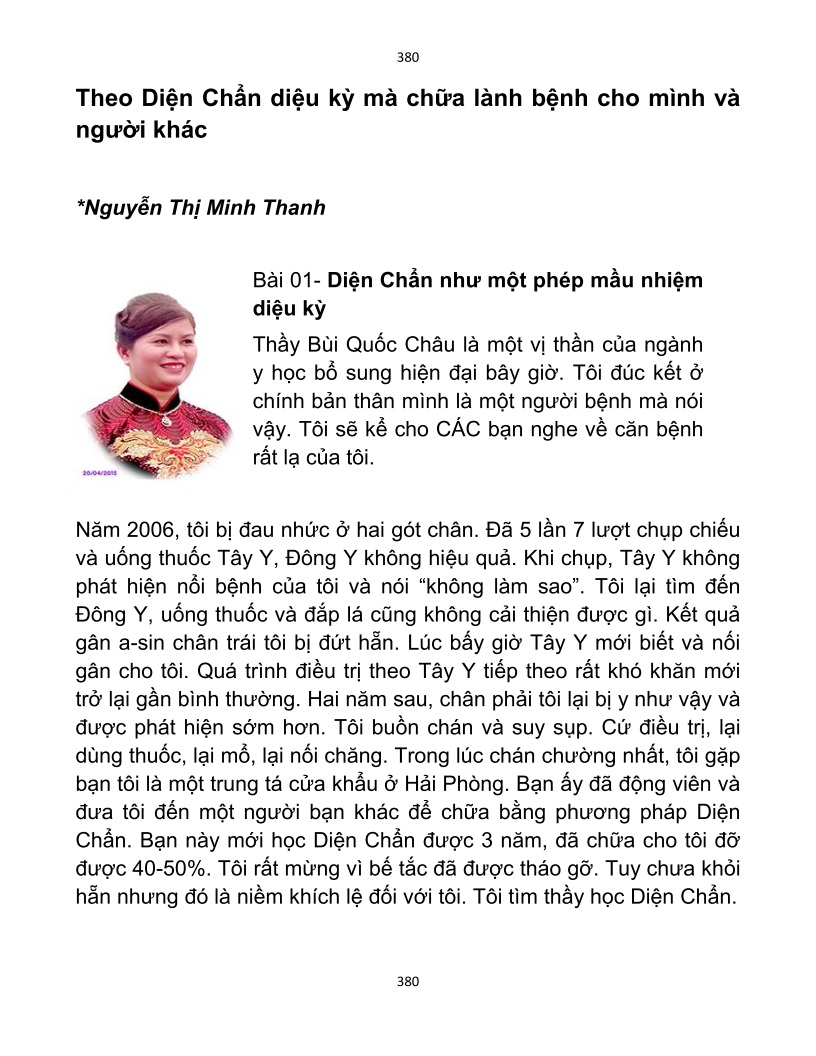 380
Theo Diện Chẩn diệu kỳ mà chữa lành bệnh cho mình và
người khác
*Nguyễn Thị Minh Thanh
Bài 01- Diện Chẩn như một phép mầu nhiệm
diệu kỳ
Thầy Bùi Quốc Châu là một vị thần của ngành
y học bổ sung hiện đại bây giờ. Tôi đúc kết ở
chính bản thân mình là một người bệnh mà nói
vậy. Tôi sẽ kể cho CÁC bạn nghe về căn bệnh
rất lạ của tôi.
20/04/2015
Năm 2006, tôi bị đau nhức ở hai gót chân. Đã 5 lần 7 lượt chụp chiếu
và uống thuốc Tây Y, Đông Y không hiệu quả. Khi chụp, Tây Y không
phát hiện nổi bệnh của tôi và nói “không làm sao”. Tôi lại tìm đến
Đông Y, uống thuốc và đắp lá cũng không cải thiện được gì. Kết quả
gân a-sin chân trái tôi bị đứt hẵn. Lúc bấy giờ Tây Y mới biết và nối
gân cho tôi. Quá trình điều trị theo Tây Y tiếp theo rất khó khăn mới
trở lại gần bình thường. Hai năm sau, chân phải tôi lại bị y như vậy và
được phát hiện sớm hơn. Tôi buồn chán và suy sụp. Cứ điều trị, lại
dùng thuốc, lại mổ, lại nối chăng. Trong lúc chán chường nhất, tôi gặp
bạn tôi là một trung tá cửa khẩu ở Hải Phòng. Bạn ấy đã động viên và
đưa tôi đến một người bạn khác để chữa bằng phương pháp Diện
Chẩn. Bạn này mới học Diện Chẩn được 3 năm, đã chữa cho tôi đỡ
được 40-50%. Tôi rất mừng vì bế tắc đã được tháo gỡ. Tuy chưa khỏi
hẵn nhưng đó là niềm khích lệ đối với tôi. Tôi tìm thầy học Diện Chẩn.
380